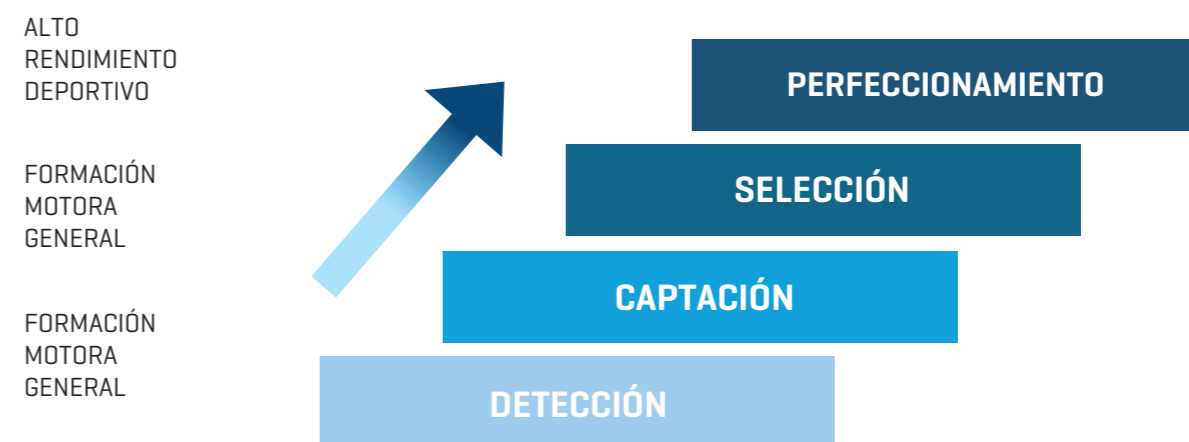 ALTO
RENDIMIENTO
DEPORTIVO
FORMACIÓN
MOTORA
GENERAL
FORMACIÓN
MOTORA
GENERAL
PERFECCIONAMIENTO
SELECCIÓN
CAPTACIÓN
DETECCIÓN